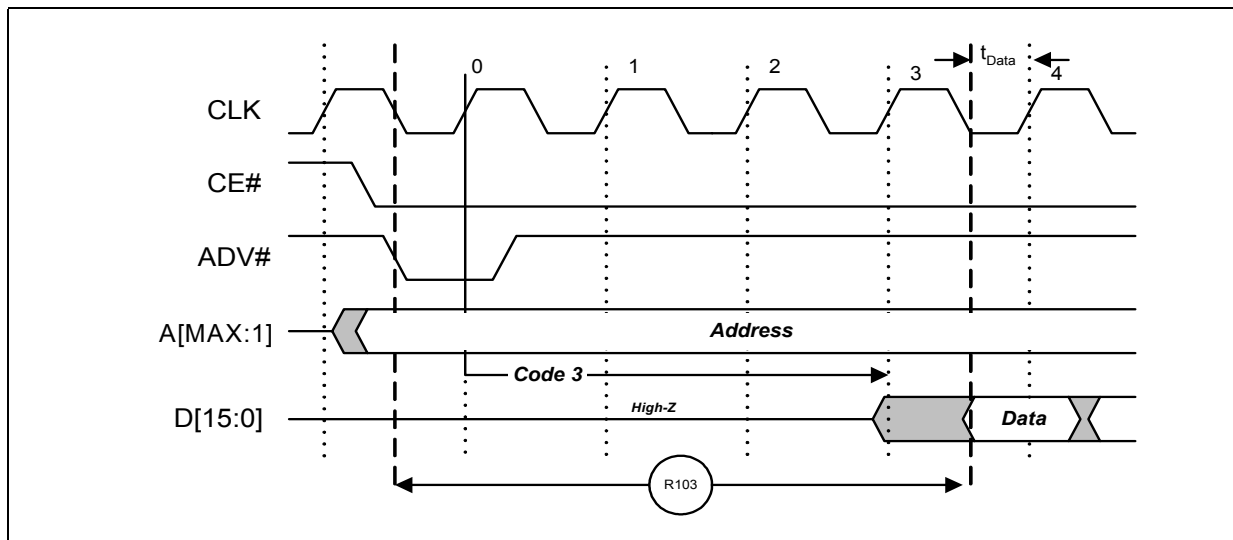 t_Data
0 1 2 3 4
CLK
CE#
ADV#
A[MAX:1]
Address
Code 3
D[15:0]
High-Z
Data
R103